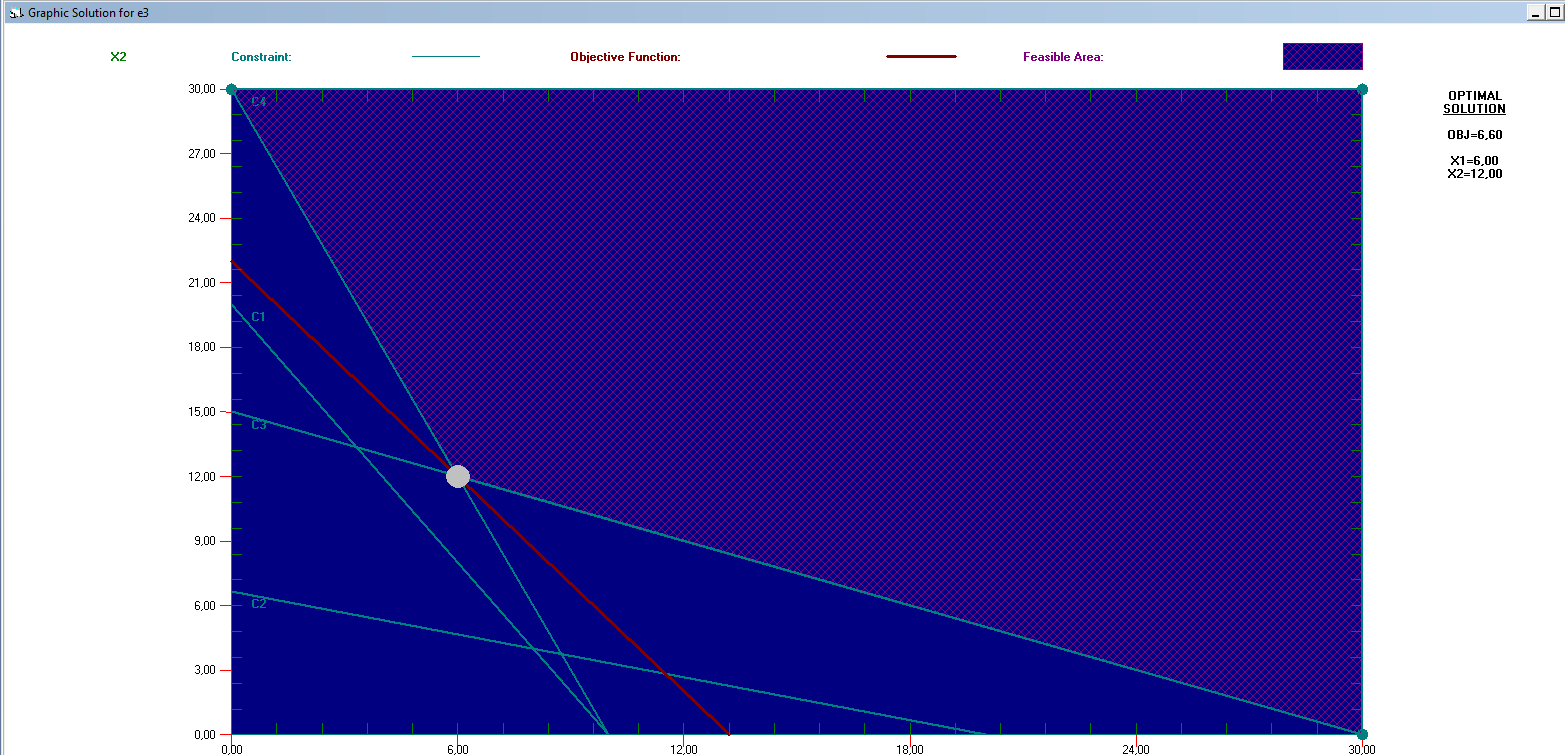 Graphic Solution for e3
X2 Constraint: Objective Function: Feasible Area:
30,00
C4
27,00
24,00
21,00
C1
18,00
15,00
C3
12,00
9,00
6,00
C2
3,00
0,00
0,00 6,00 12,00 18,00 24,00 30,00
OPTIMAL
SOLUTION
OBJ=6,60
X1=6,00
X2=12,00